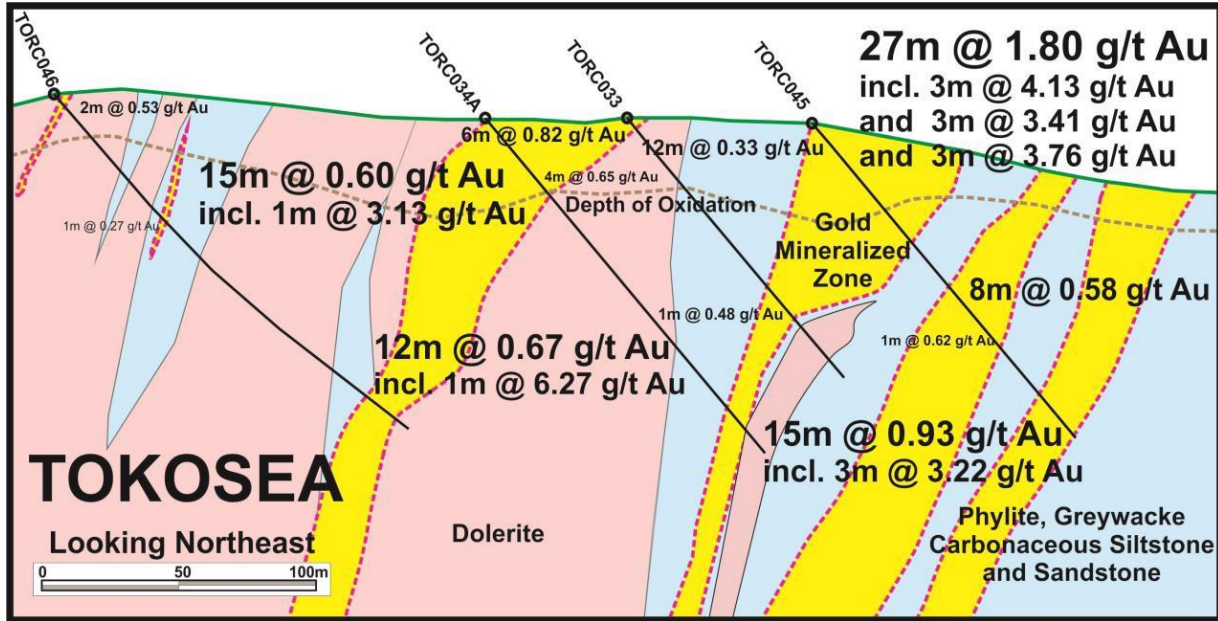 TORC046
TORC034A
TORC033
TORC045
27m @ 1.80 g/t Au
incl. 3m @ 4.13 g/t Au
and 3m @ 3.41 g/t Au
and 3m @ 3.76 g/t Au
2m @ 0.53 g/t Au
6m @ 0.82 g/t Au
12m @ 0.33 g/t Au
15m @ 0.60 g/t Au
incl. 1m @ 3.13 g/t Au
4m @ 0.65 g/t Au
Depth of Oxidation
1m @ 0.27 g/t Au
Gold
Mineralized
Zone
8m @ 0.58 g/t Au
1m @ 0.48 g/t Au
1m @ 0.62 g/t Au
12m @ 0.67 g/t Au
incl. 1m @ 6.27 g/t Au
15m @ 0.93 g/t Au
incl. 3m @ 3.22 g/t Au
TOKOSEA
Looking Northeast
0 50 100m
Dolerite
Phylite, Greywacke
Carbonaceous Siltstone
and Sandstone